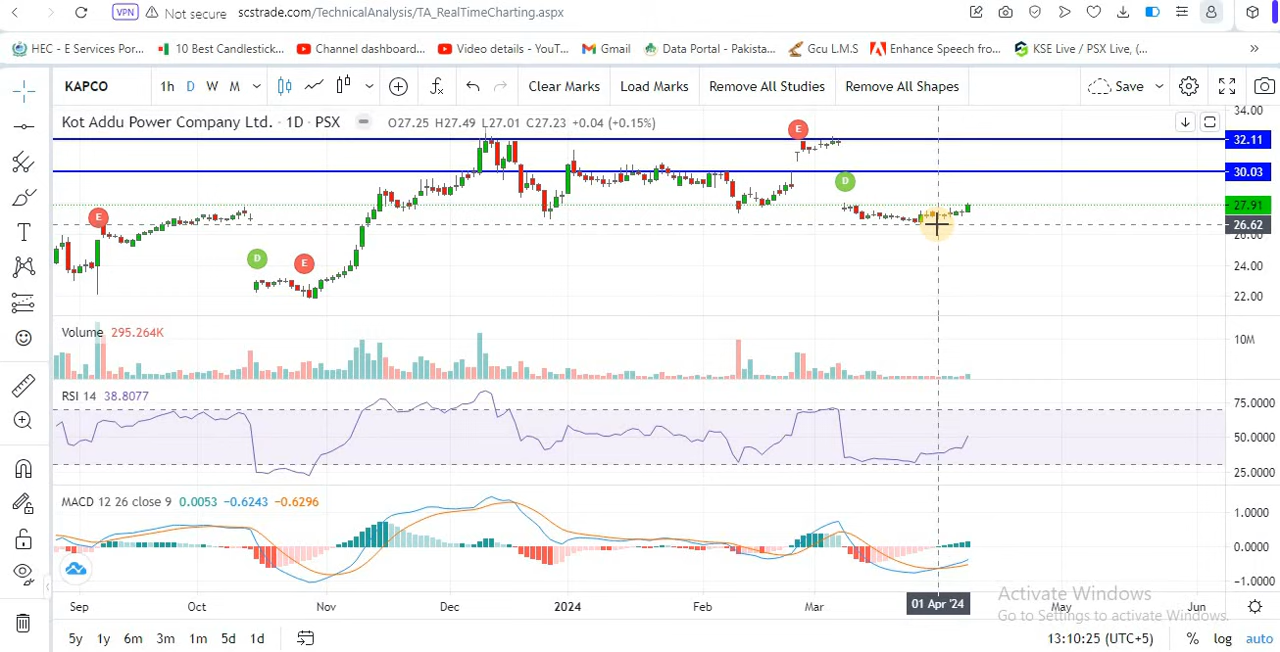 VPN Not secure scstrade.com/TechnicalAnalysis/TA_RealTimeCharting.aspx
HEC - E Services Por... 10 Best Candlestick... Channel dashboard... Video details - YouT... Gmail Data Portal - Pakista... Gcu L.M.S Enhance Speech fro... KSE Live / PSX Live, (... »
KAPCO 1h D W M Clear Marks Load Marks Remove All Studies Remove All Shapes Save
Kot Addu Power Company Ltd. · 1D · PSX O27.25 H27.49 L27.01 C27.23 +0.04 (+0.15%)
34.00
32.11
30.03
27.91
26.62
26.00
24.00
22.00
E
D
E
E
D
Volume 295.264K
10M
RSI 14 38.8077
75.0000
50.0000
25.0000
MACD 12 26 close 9 0.0053 −0.6243 −0.6296
1.0000
0.0000
−1.0000
Sep Oct Nov Dec 2024 Feb Mar 01 Apr '24 May Jun
Activate Windows
Go to Settings to activate Windows.
5y 1y 6m 3m 1m 5d 1d 13:10:25 (UTC+5) % log auto